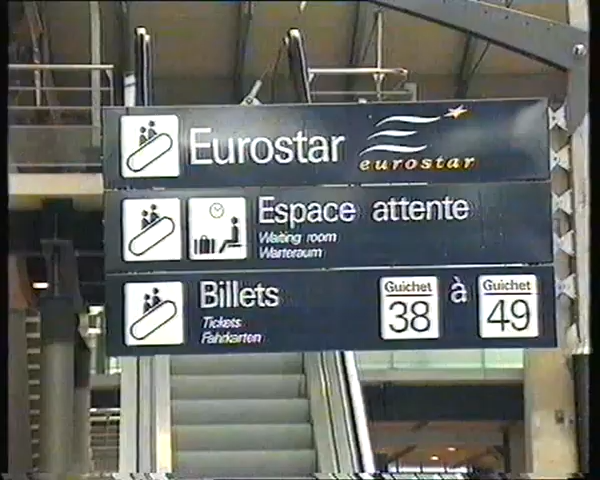 Eurostar eurostar
Espace attente
Waiting room
Warteraum
Billets
Tickets
Fahrkarten
Guichet
38
à
Guichet
49